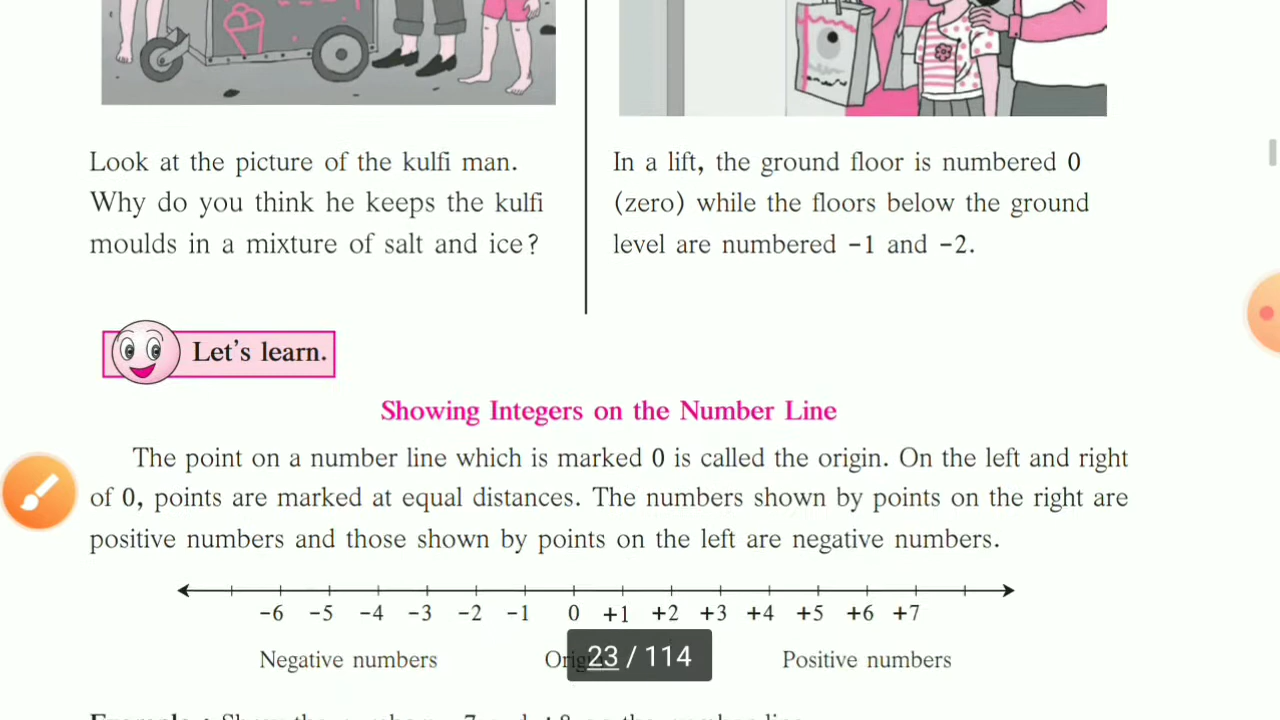 Look at the picture of the kulfi man.
Why do you think he keeps the kulfi
moulds in a mixture of salt and ice?
In a lift, the ground floor is numbered 0
(zero) while the floors below the ground
level are numbered −1 and −2.
Let's learn.
Showing Integers on the Number Line
The point on a number line which is marked 0 is called the origin. On the left and right
of 0, points are marked at equal distances. The numbers shown by points on the right are
positive numbers and those shown by points on the left are negative numbers.
−6 −5 −4 −3 −2 −1 0 +1 +2 +3 +4 +5 +6 +7
Negative numbers Positive numbers
23 / 114